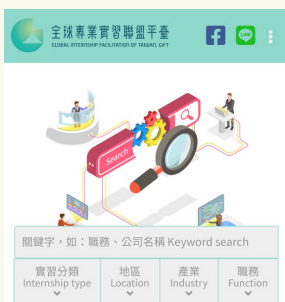 全球專業實習聯盟平臺
GLOBAL INTERNSHIP FACILITATION OF TAIWAN, GIFT
LINE
Search
關鍵字，如：職務、公司名稱 Keyword search
實習分類 地區 產業 職務
Internship type Location Industry Function